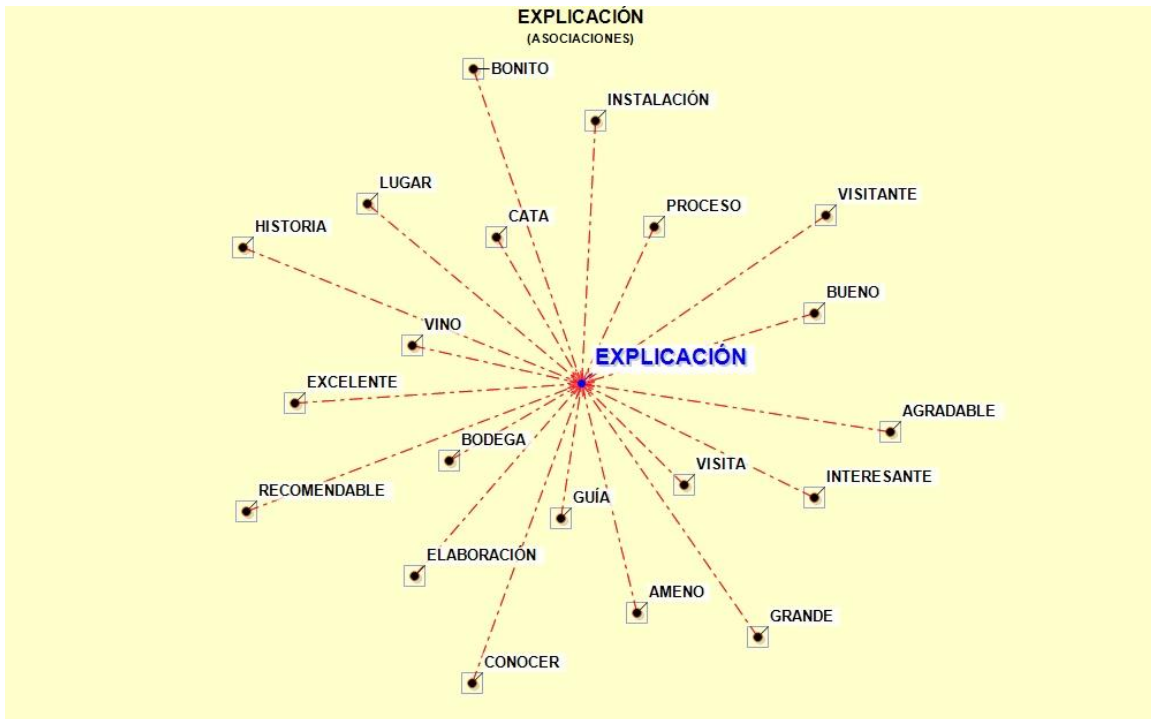 EXPLICACIÓN
(ASOCIACIONES)
BONITO
INSTALACIÓN
LUGAR
VISITANTE
PROCESO
CATA
HISTORIA
BUENO
VINO
EXPLICACIÓN
EXCELENTE
AGRADABLE
BODEGA
VISITA
INTERESANTE
RECOMENDABLE
GUÍA
ELABORACIÓN
AMENO
GRANDE
CONOCER